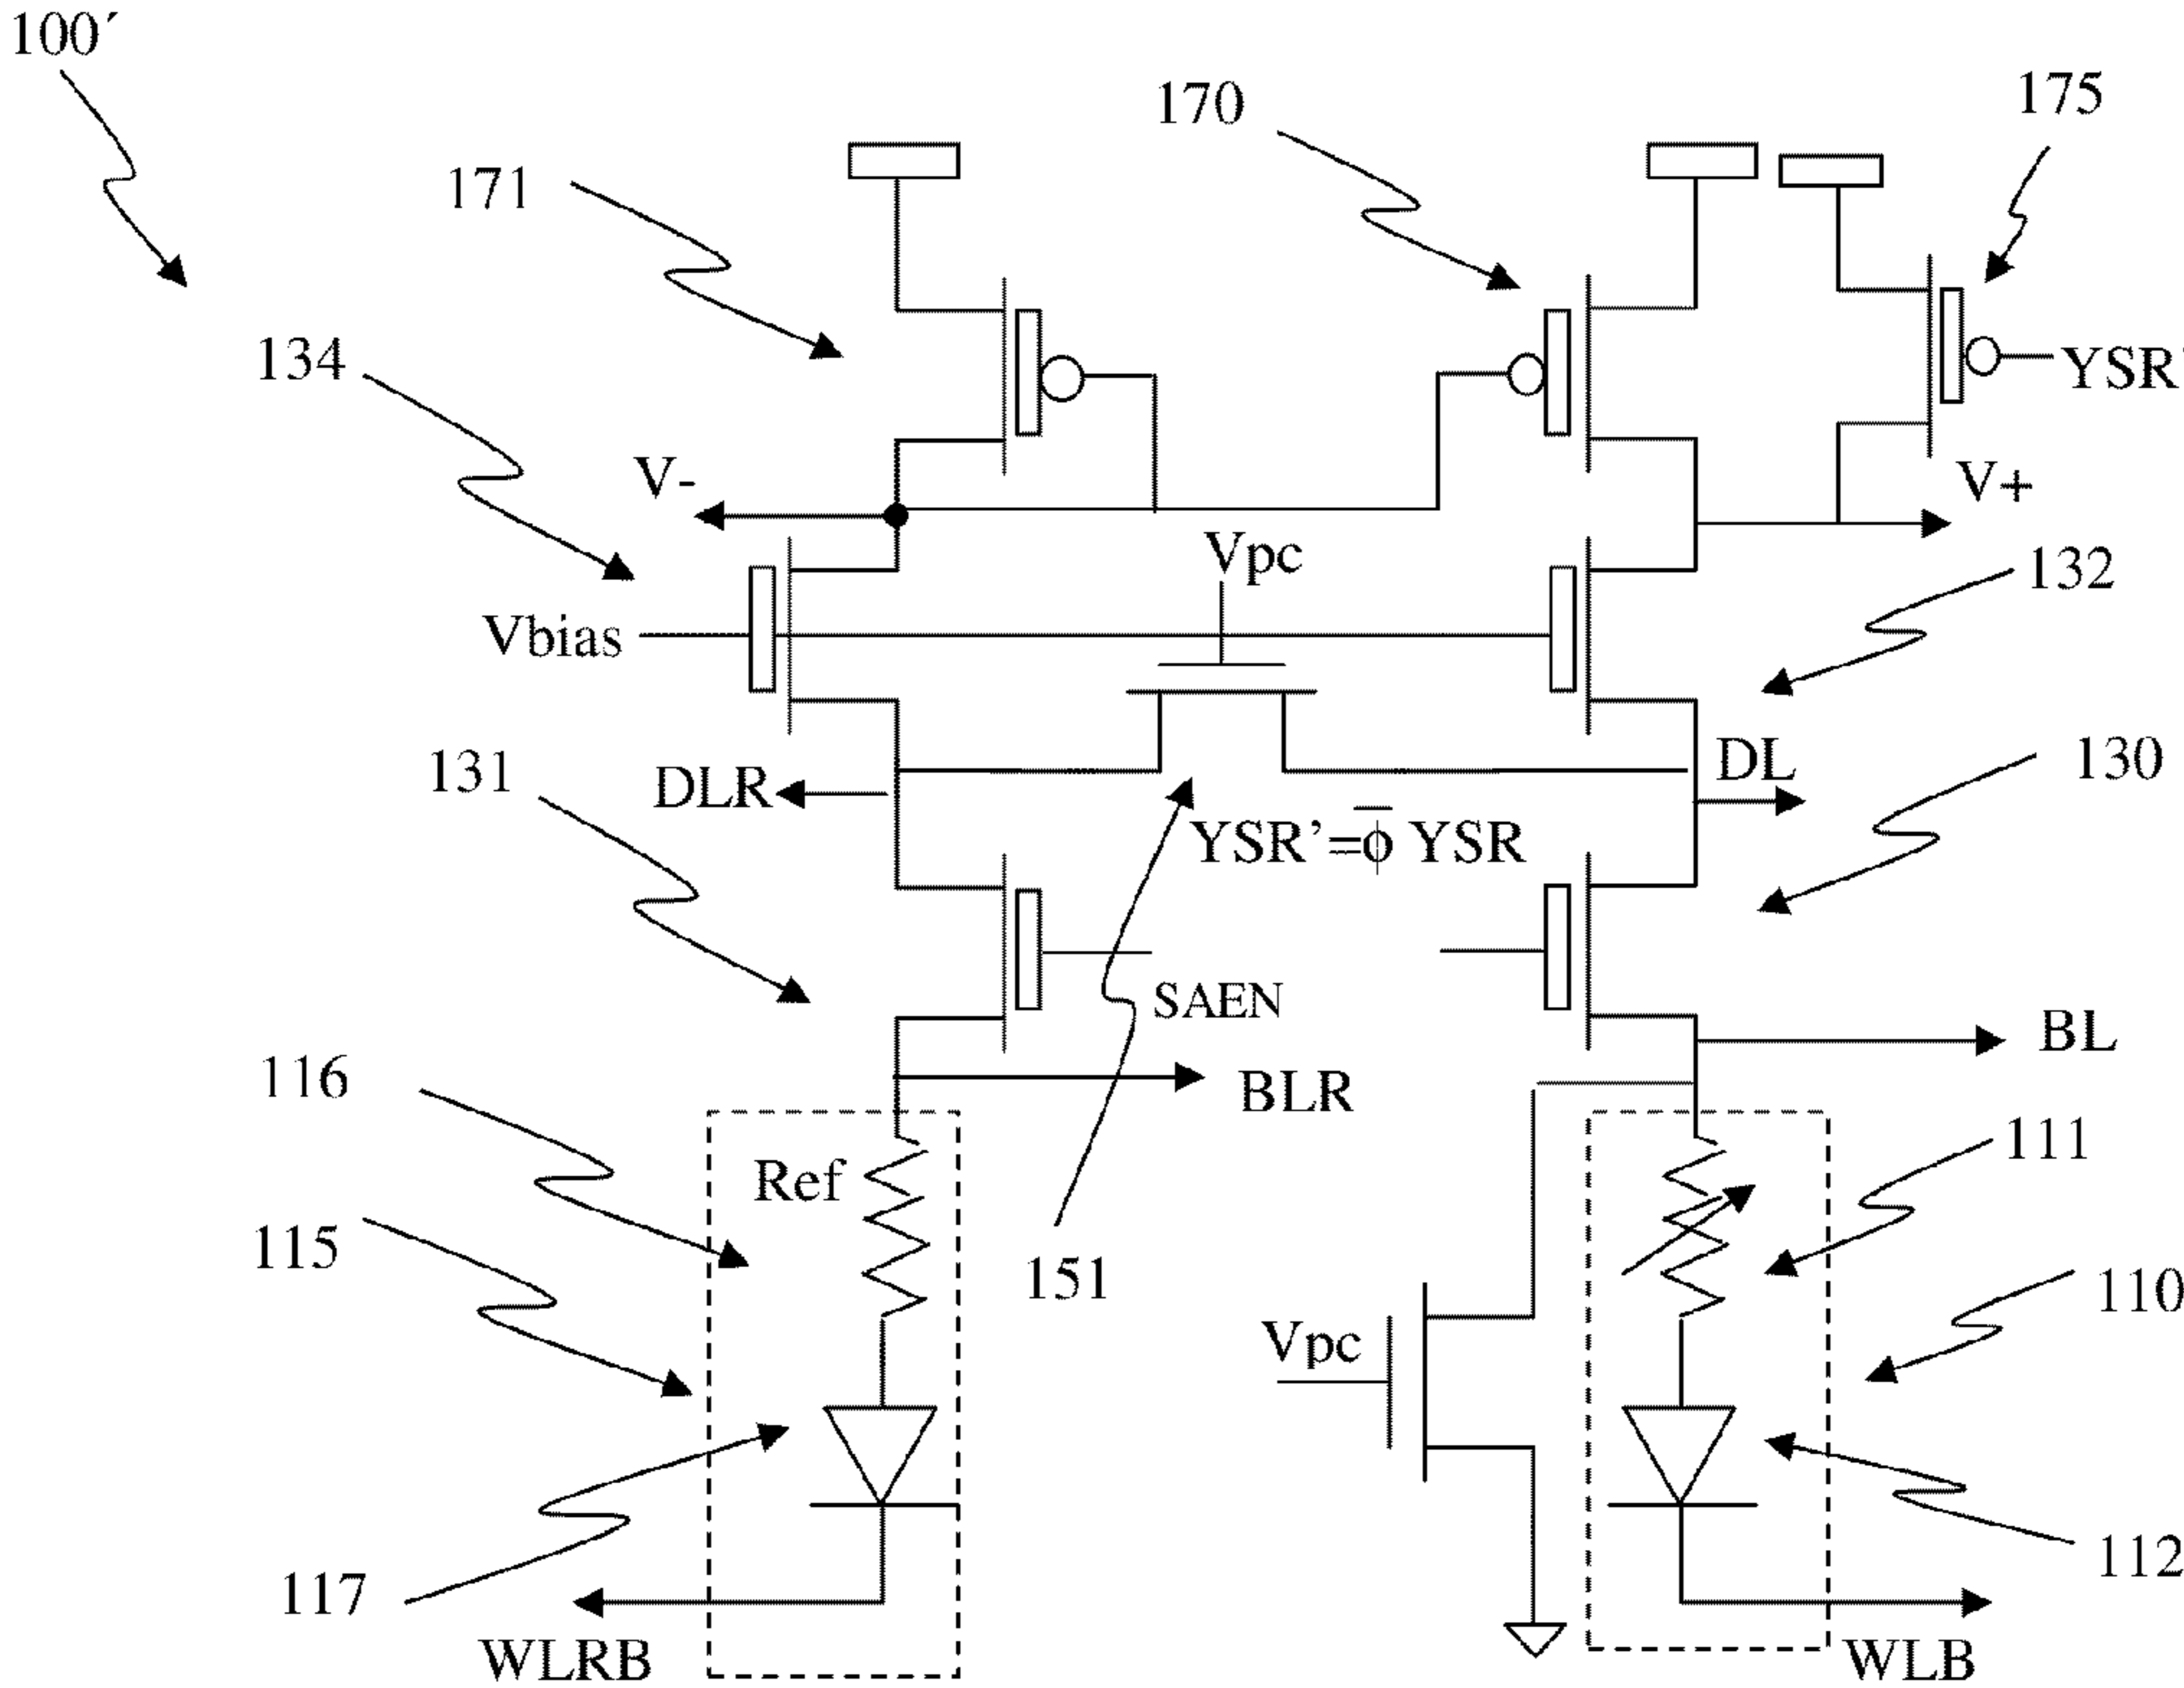 100´
175
170
171
134
YSR'
V-
V+
Vpc
132
Vbias
131
DLR
DL
130
YSR’=ϕ̅ YSR
SAEN
BL
116
BLR
Ref
111
115
151
110
Vpc
112
117
WLRB
WLB